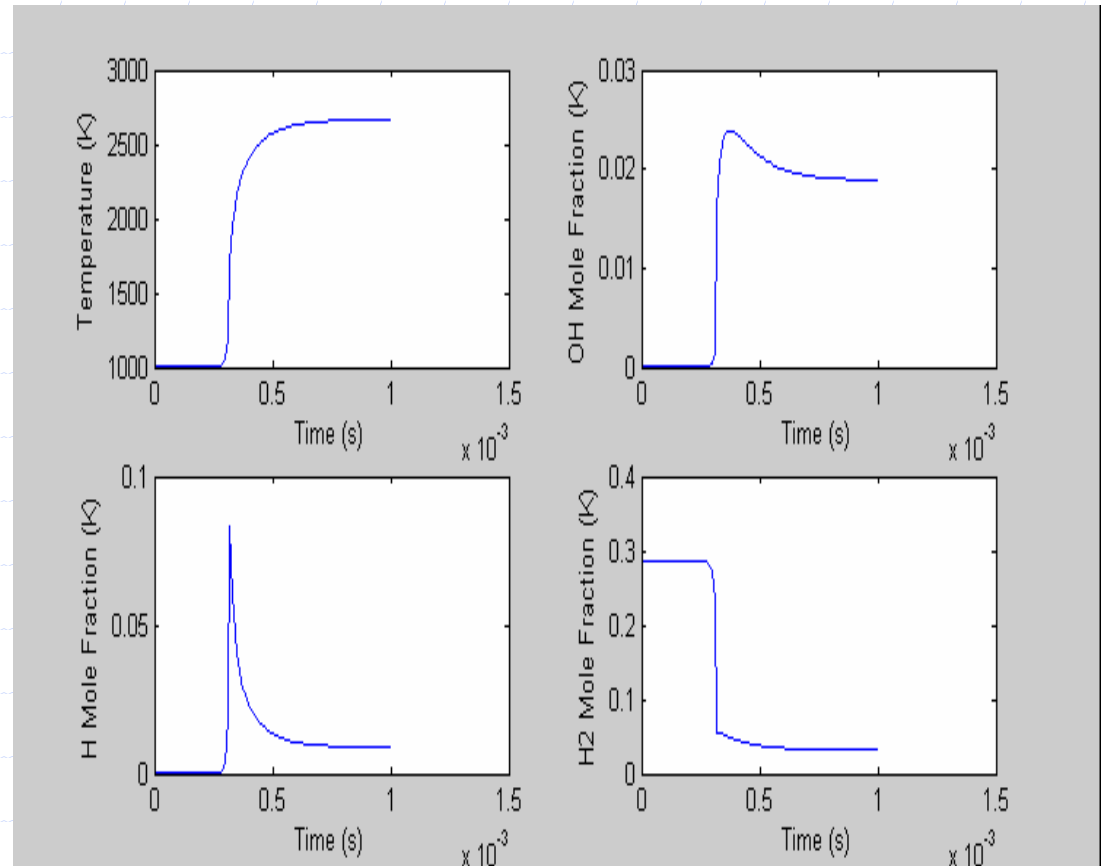 3000
2500
2000
1500
1000
0
0.5
1
1.5
Temperature (K)
Time (s)
x 10-3
0.03
0.02
0.01
0
0
0.5
1
1.5
OH Mole Fraction (K)
Time (s)
x 10-3
0.1
0.05
0
0
0.5
1
1.5
H Mole Fraction (K)
Time (s)
x 10-3
0.4
0.3
0.2
0.1
0
0
0.5
1
1.5
H2 Mole Fraction (K)
Time (s)
x 10-3